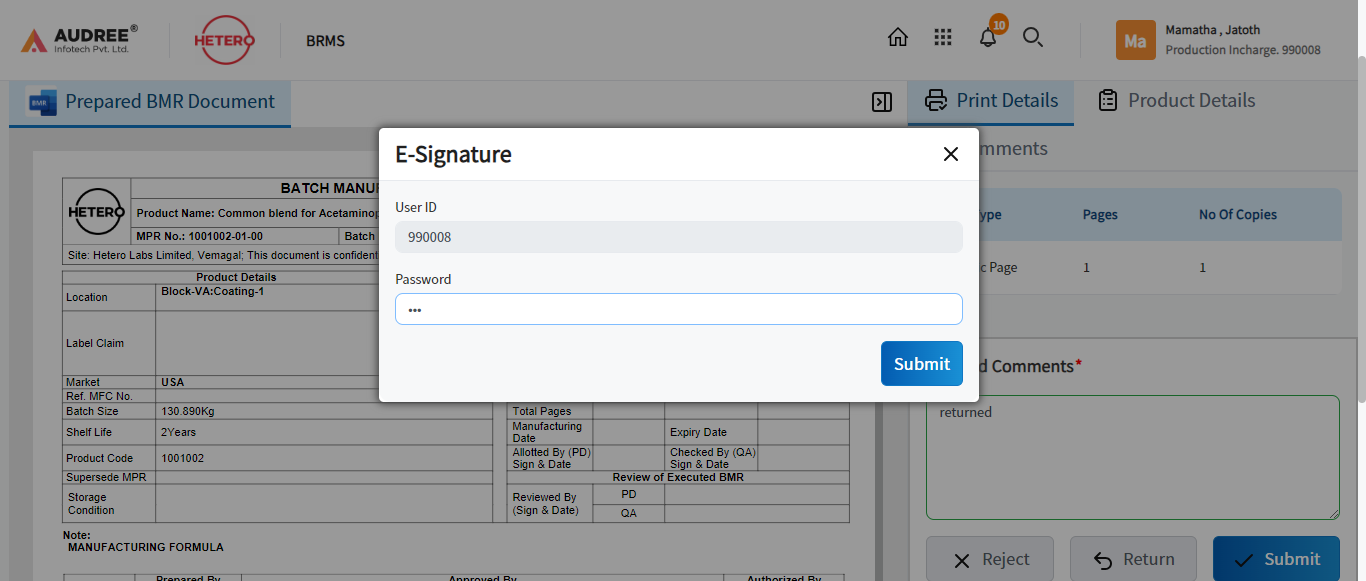 AUDREE®
Infotech Pvt. Ltd.
HETERO
BRMS
10
Ma
Mamatha , Jatoth
Production Incharge. 990008
BMR
Prepared BMR Document
Print Details
Product Details
mments
E-Signature
User ID
990008
Password
•••
Submit
ype
Pages
No Of Copies
c Page
1
1
d Comments*
returned
Reject
Return
Submit
HETERO
BATCH MANU
Product Name: Common blend for Acetaminop
MPR No.: 1001002-01-00
Batch
Site: Hetero Labs Limited, Vemagal; This document is confident
Product Details
Location
Block-VA:Coating-1
Label Claim
Market
USA
Ref. MFC No.
Batch Size
130.890Kg
Shelf Life
2Years
Product Code
1001002
Supersede MPR
Storage
Condition
Total Pages
Manufacturing
Date
Expiry Date
Allotted By (PD)
Sign & Date
Checked By (QA)
Sign & Date
Review of Executed BMR
Reviewed By
(Sign & Date)
PD
QA
Note:
MANUFACTURING FORMULA
Prepared By
Approved By
Authorized By